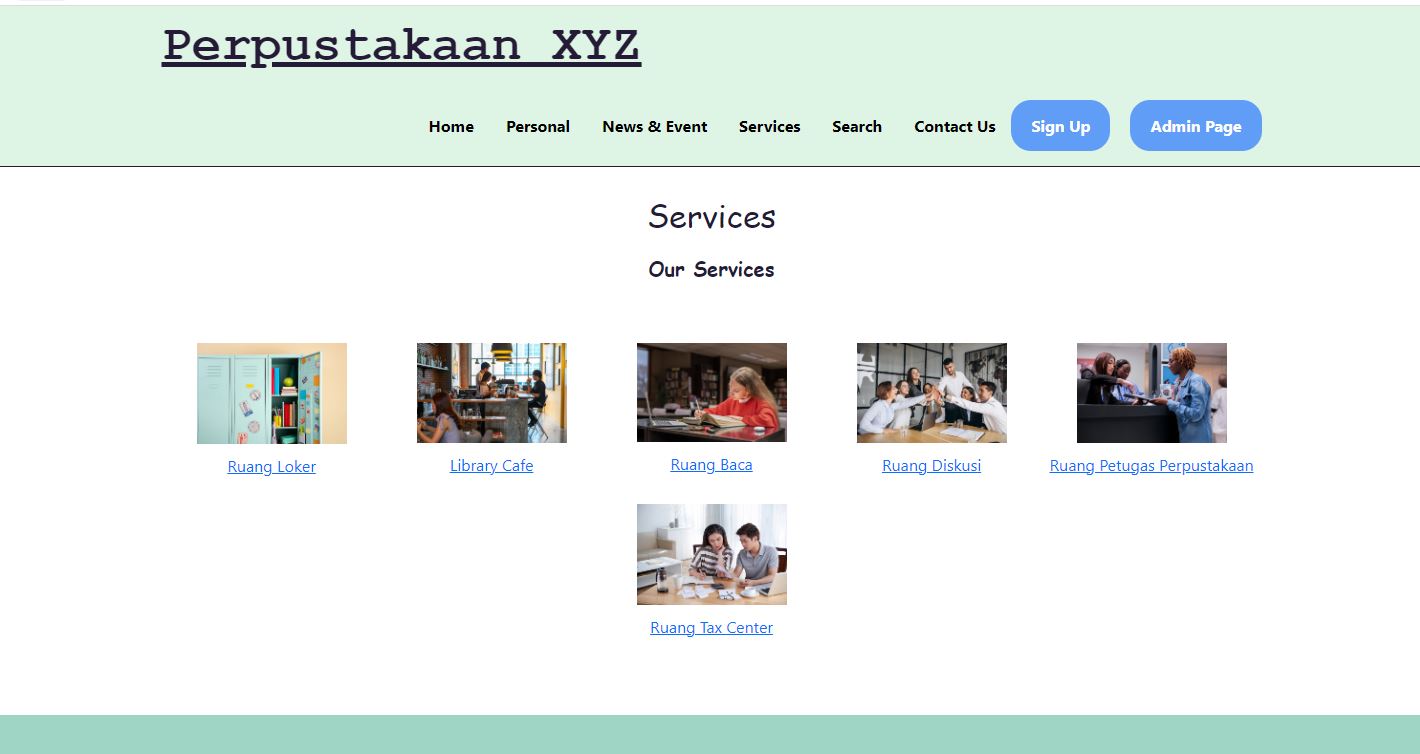 Perpustakaan XYZ
Home Personal News & Event Services Search Contact Us Sign Up Admin Page
Services
Our Services
Ruang Loker Library Cafe Ruang Baca Ruang Diskusi Ruang Petugas Perpustakaan
Ruang Tax Center